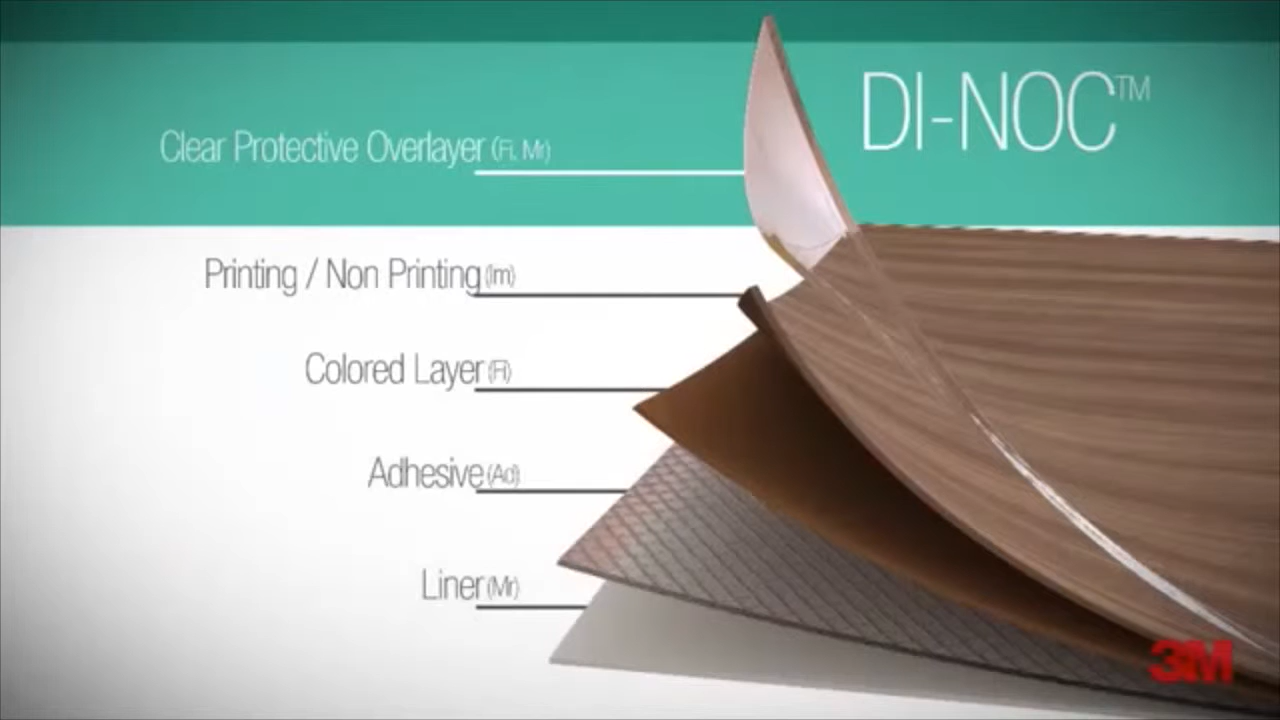 DI-NOC™
Clear Protective Overlayer (Fi, Mr)
Printing / Non Printing (Im)
Colored Layer (Fi)
Adhesive (Ad)
Liner (Mr)
3M